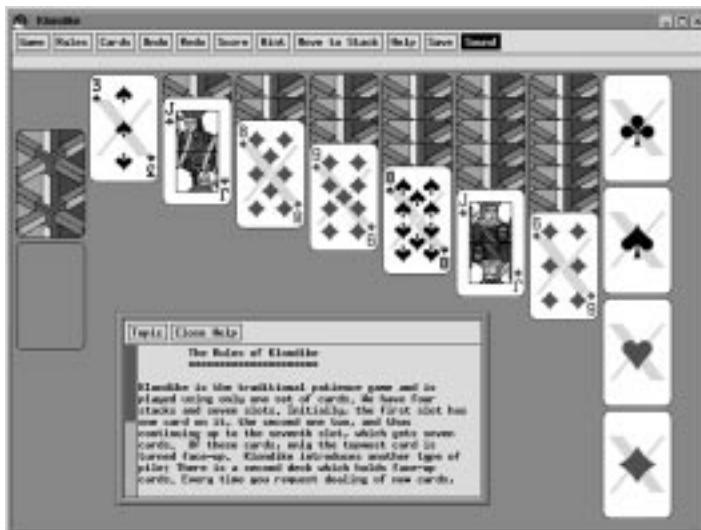 Klondike
Game Rules Cards Undo Redo Score Hint Move to Stack Help Save Sound
3
J
8
9
J
Topic Close Help
The Rules of Klondike
=====================
Klondike is the traditional patience game and is
played using only one set of cards. We have four
stacks and seven slots. Initially, the first slot has
one card on it, the second one two, and thus
continuing up to the seventh slot, which gets seven
cards. Of these cards, only the topmost card is
turned face-up. Klondike introduces another type of
pile: There is a second deck which holds face-up
cards. Every time you request dealing of new cards,